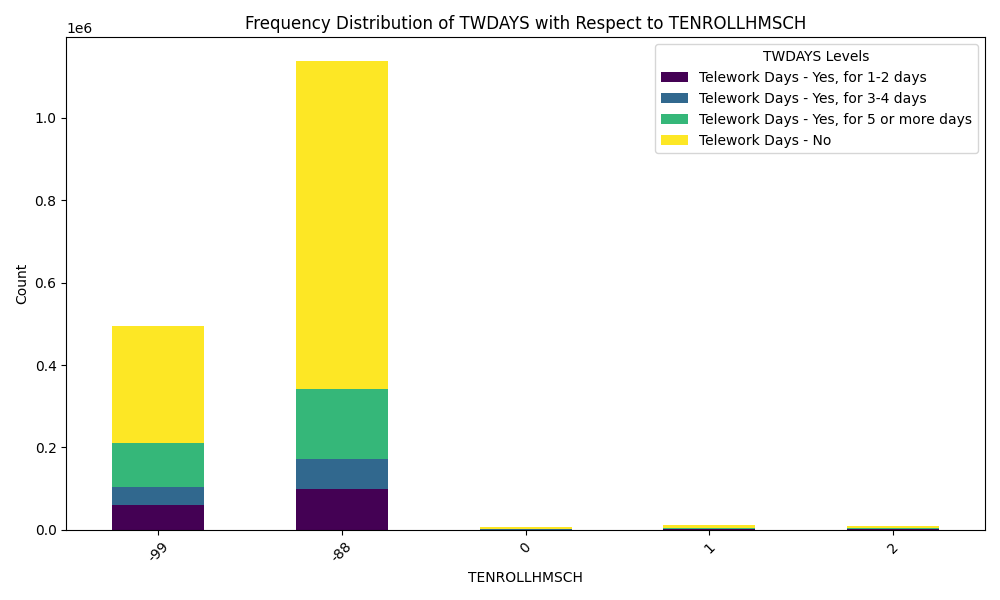 Frequency Distribution of TWDAYS with Respect to TENROLLHMSCH
1e6
TWDAYS Levels
Telework Days - Yes, for 1-2 days
Telework Days - Yes, for 3-4 days
Telework Days - Yes, for 5 or more days
Telework Days - No
1.0
0.8
0.6
0.4
0.2
0.0
Count
-99
-88
0
1
2
TENROLLHMSCH